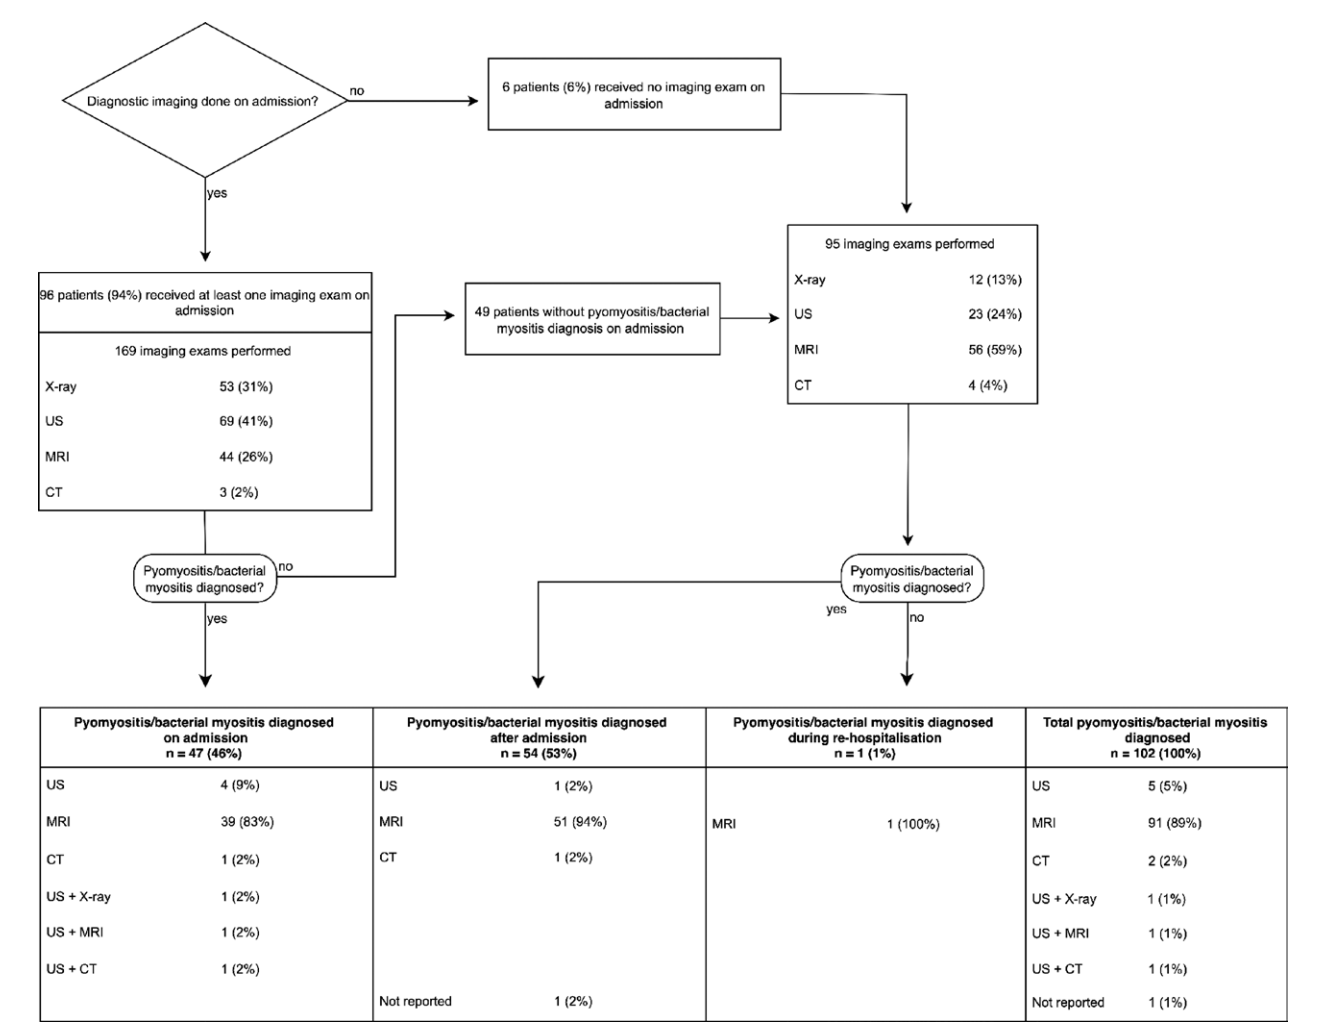 Diagnostic imaging done on admission?
no
6 patients (6%) received no imaging exam on
admission
yes
96 patients (94%) received at least one imaging exam on
admission
169 imaging exams performed
X-ray 53 (31%)
US 69 (41%)
MRI 44 (26%)
CT 3 (2%)
49 patients without pyomyositis/bacterial
myositis diagnosis on admission
95 imaging exams performed
X-ray 12 (13%)
US 23 (24%)
MRI 56 (59%)
CT 4 (4%)
Pyomyositis/bacterial
myositis diagnosed?
no
yes
Pyomyositis/bacterial
myositis diagnosed?
yes
no
Pyomyositis/bacterial myositis diagnosed
on admission
n = 47 (46%)
US 4 (9%)
MRI 39 (83%)
CT 1 (2%)
US + X-ray 1 (2%)
US + MRI 1 (2%)
US + CT 1 (2%)
Pyomyositis/bacterial myositis diagnosed
after admission
n = 54 (53%)
US 1 (2%)
MRI 51 (94%)
CT 1 (2%)
Not reported 1 (2%)
Pyomyositis/bacterial myositis diagnosed
during re-hospitalisation
n = 1 (1%)
MRI 1 (100%)
Total pyomyositis/bacterial myositis
diagnosed
n = 102 (100%)
US 5 (5%)
MRI 91 (89%)
CT 2 (2%)
US + X-ray 1 (1%)
US + MRI 1 (1%)
US + CT 1 (1%)
Not reported 1 (1%)